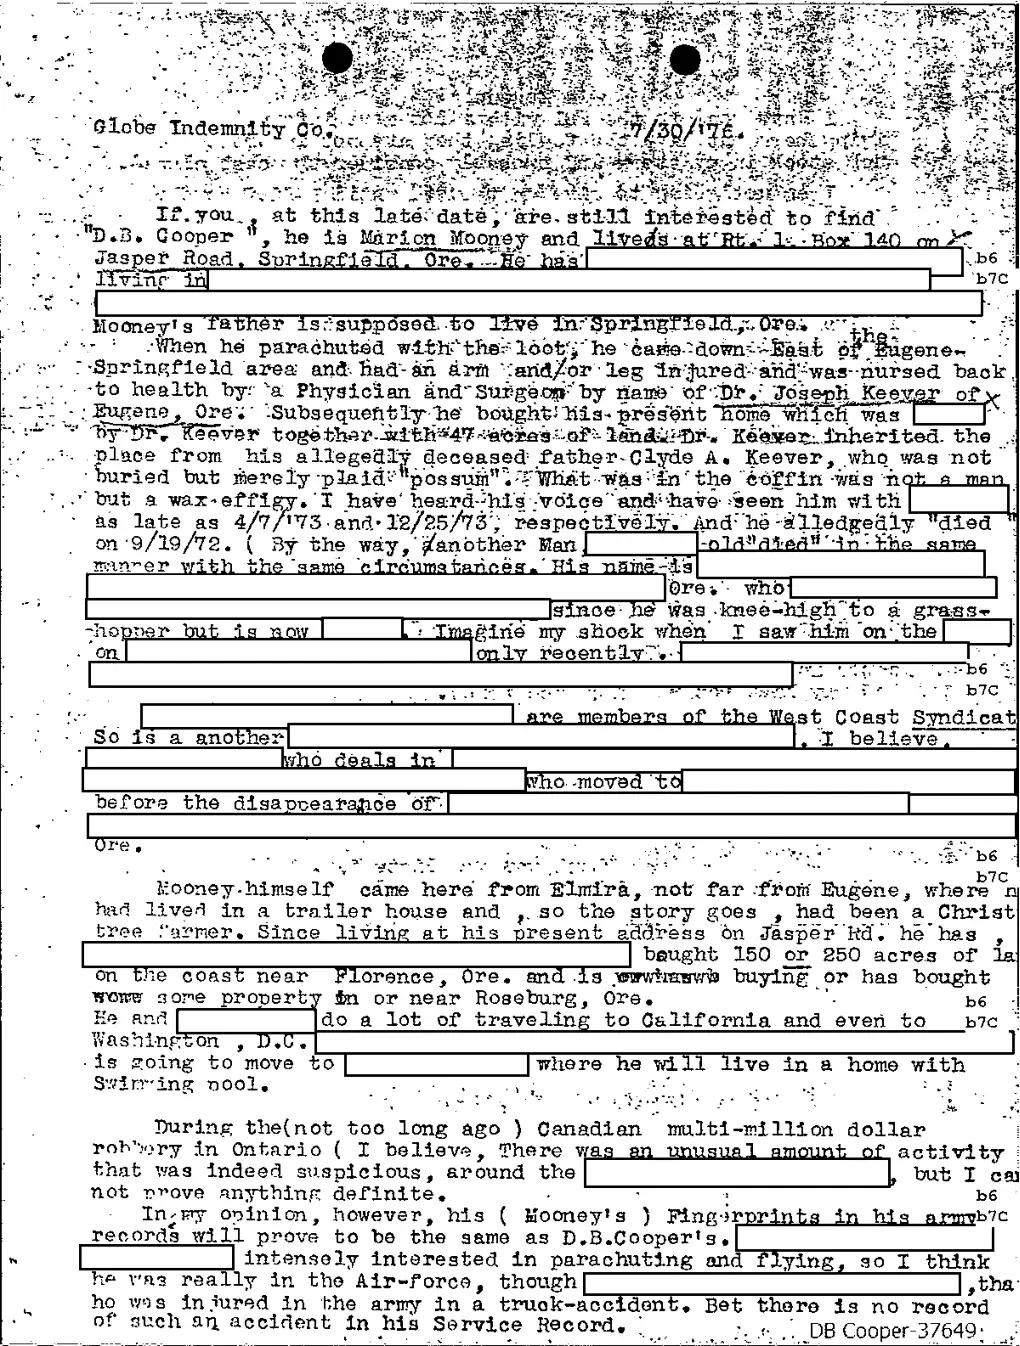 Globe Indemnity Co. 7/30/'76.
If you , at this late date, are still interested to find
"D.B. Cooper ", he is Marion Mooney and lives at Rt. 1 Box 140 on
Jasper Road, Springfield, Ore. He has b6
living in b7C
Mooney's father is supposed to live in Springfield, Ore.
the
When he parachuted with the loot, he came down East of Eugene-
Springfield area and had an arm and/or leg injured and was nursed back
to health by a Physician and Surgeon by name of Dr. Joseph Keever of
Eugene, Ore. Subsequently he bought his present home which was
by Dr. Keever together with 47 acres of land. Dr. Keever inherited the
place from his allegedly deceased father Clyde A. Keever, who was not
buried but merely plaid "possum". What was in the coffin was not a man
but a wax effigy. I have heard his voice and have seen him with
as late as 4/7/'73 and 12/25/73, respectively. And he alledgedly "died "
on 9/19/72. ( By the way, another Man old "died" in the same
manner with the same circumstances. His name is
Ore. who
since he was knee-high to a grass-
hopper but is now . Imagine my shock when I saw him on the
on only recently.
b6
b7C
are members of the West Coast Syndicat
So is a another . I believe.
who deals in
who moved to
before the disappearance of
Ore.
b6
b7C
Mooney himself came here from Elmira, not far from Eugene, where
had lived in a trailer house and , so the story goes , had been a Christ
tree farmer. Since living at his present address on Jasper Rd. he has ,
bought 150 or 250 acres of la
on the coast near Florence, Ore. and is buying or has bought
some property in or near Roseburg, Ore. b6
He and do a lot of traveling to California and even to b7C
Washington , D.C.
is going to move to where he will live in a home with
Swimming pool.
During the(not too long ago ) Canadian multi-million dollar
robbery in Ontario ( I believe, There was an unusual amount of activity
that was indeed suspicious, around the , but I can
not prove anything definite. b6
In my opinion, however, his ( Mooney's ) Fingerprints in his army b7C
records will prove to be the same as D.B.Cooper's.
intensely interested in parachuting and flying, so I think
he was really in the Air-force, though ,tha
he was injured in the army in a truck-accident. Bet there is no record
of such an accident in his Service Record.
DB Cooper-37649